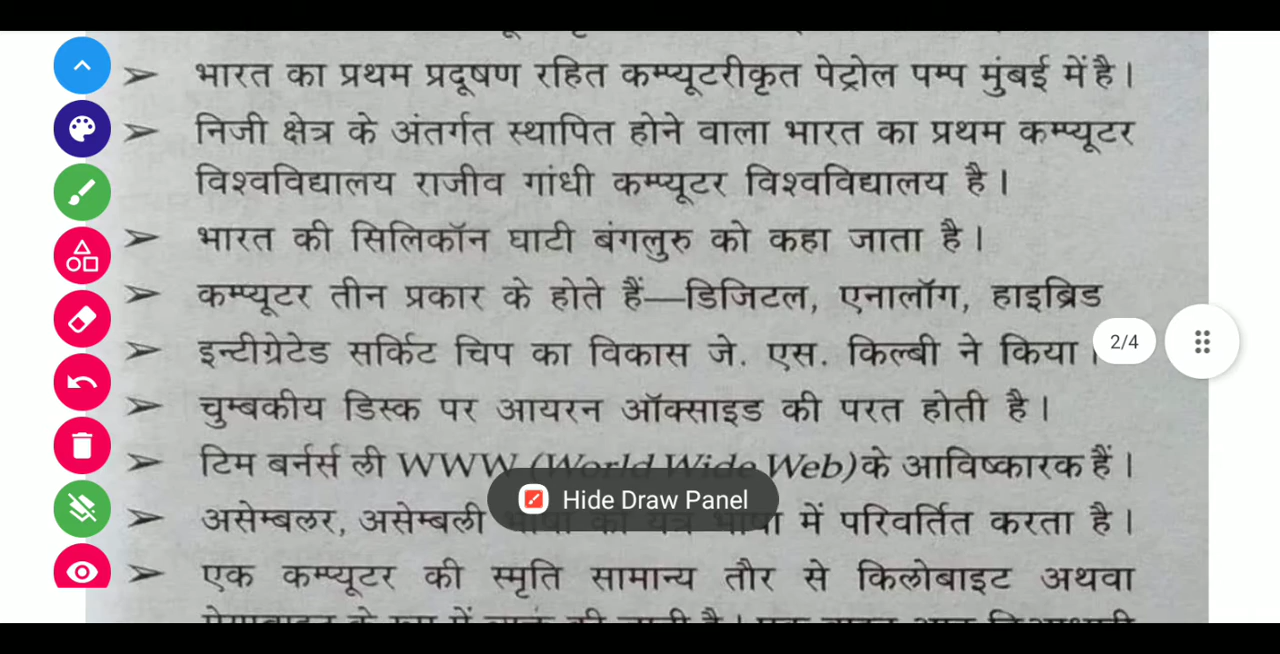 ➢ भारत का प्रथम प्रदूषण रहित कम्प्यूटरीकृत पेट्रोल पम्प मुंबई में है।
➢ निजी क्षेत्र के अंतर्गत स्थापित होने वाला भारत का प्रथम कम्प्यूटर
विश्वविद्यालय राजीव गांधी कम्प्यूटर विश्वविद्यालय है।
➢ भारत की सिलिकॉन घाटी बंगलुरु को कहा जाता है।
➢ कम्प्यूटर तीन प्रकार के होते हैं—डिजिटल, एनालॉग, हाइब्रिड
➢ इन्टीग्रेटेड सर्किट चिप का विकास जे. एस. किल्बी ने किया।
2/4
➢ चुम्बकीय डिस्क पर आयरन ऑक्साइड की परत होती है।
➢ टिम बर्नर्स ली WWW (World Wide Web) के आविष्कारक हैं।
Hide Draw Panel
➢ असेम्बलर, असेम्बली भाषा को यंत्र भाषा में परिवर्तित करता है।
➢ एक कम्प्यूटर की स्मृति सामान्य तौर से किलोबाइट अथवा